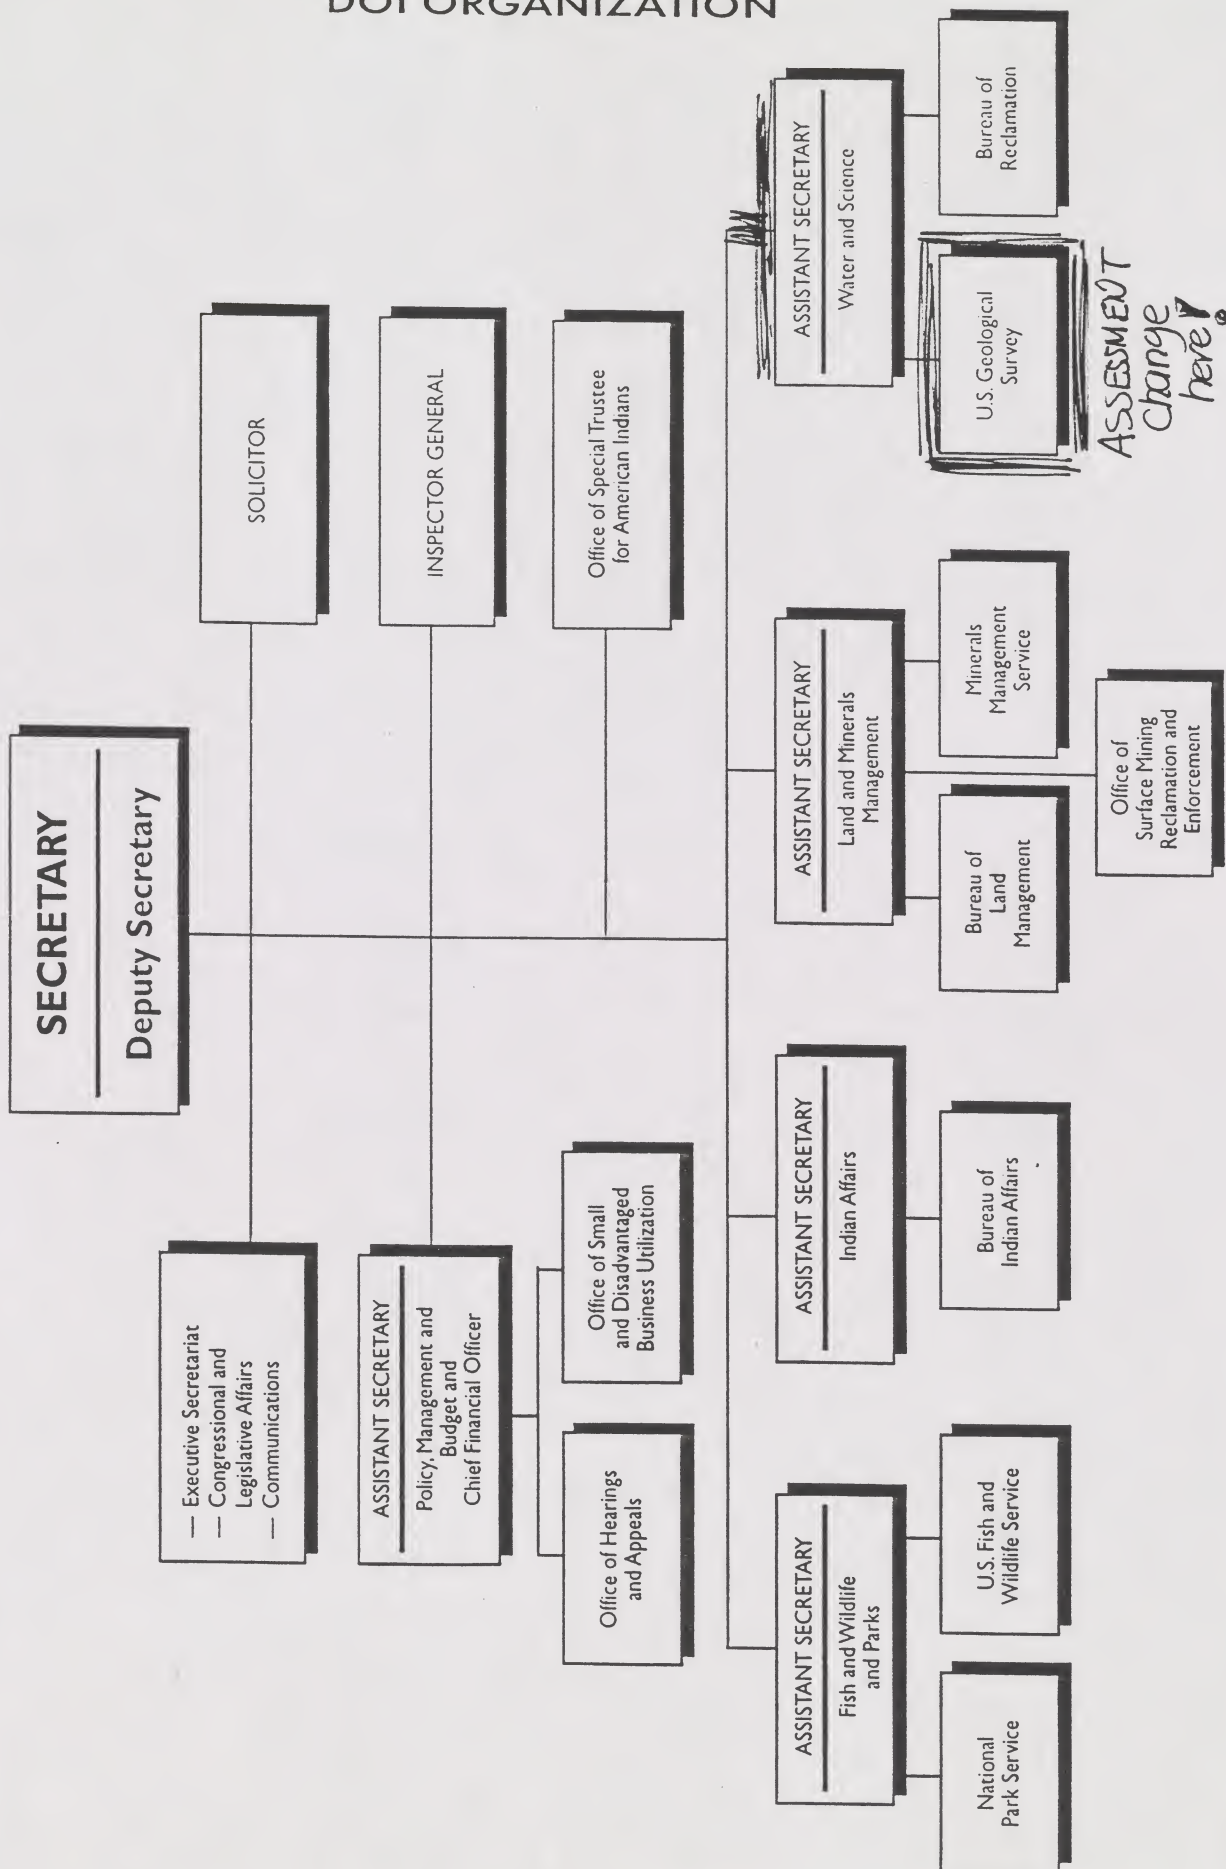 DOI ORGANIZATION
SECRETARY
Deputy Secretary
— Executive Secretariat
— Congressional and
Legislative Affairs
— Communications
SOLICITOR
ASSISTANT SECRETARY
Policy, Management and
Budget and
Chief Financial Officer
INSPECTOR GENERAL
Office of Hearings
and Appeals
Office of Small
and Disadvantaged
Business Utilization
Office of Special Trustee
for American Indians
ASSISTANT SECRETARY
Fish and Wildlife
and Parks
ASSISTANT SECRETARY
Indian Affairs
ASSISTANT SECRETARY
Land and Minerals
Management
ASSISTANT SECRETARY
Water and Science
National
Park Service
U.S. Fish and
Wildlife Service
Bureau of
Indian Affairs
Bureau of
Land
Management
Minerals
Management
Service
Office of
Surface Mining
Reclamation and
Enforcement
U.S. Geological
Survey
Bureau of
Reclamation
ASSESSMENT
Change
here!